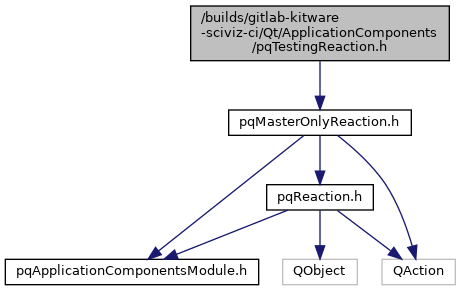 /builds/gitlab-kitware
-sciviz-ci/Qt/ApplicationComponents
/pqTestingReaction.h
pqMasterOnlyReaction.h
pqReaction.h
pqApplicationComponentsModule.h
QObject
QAction